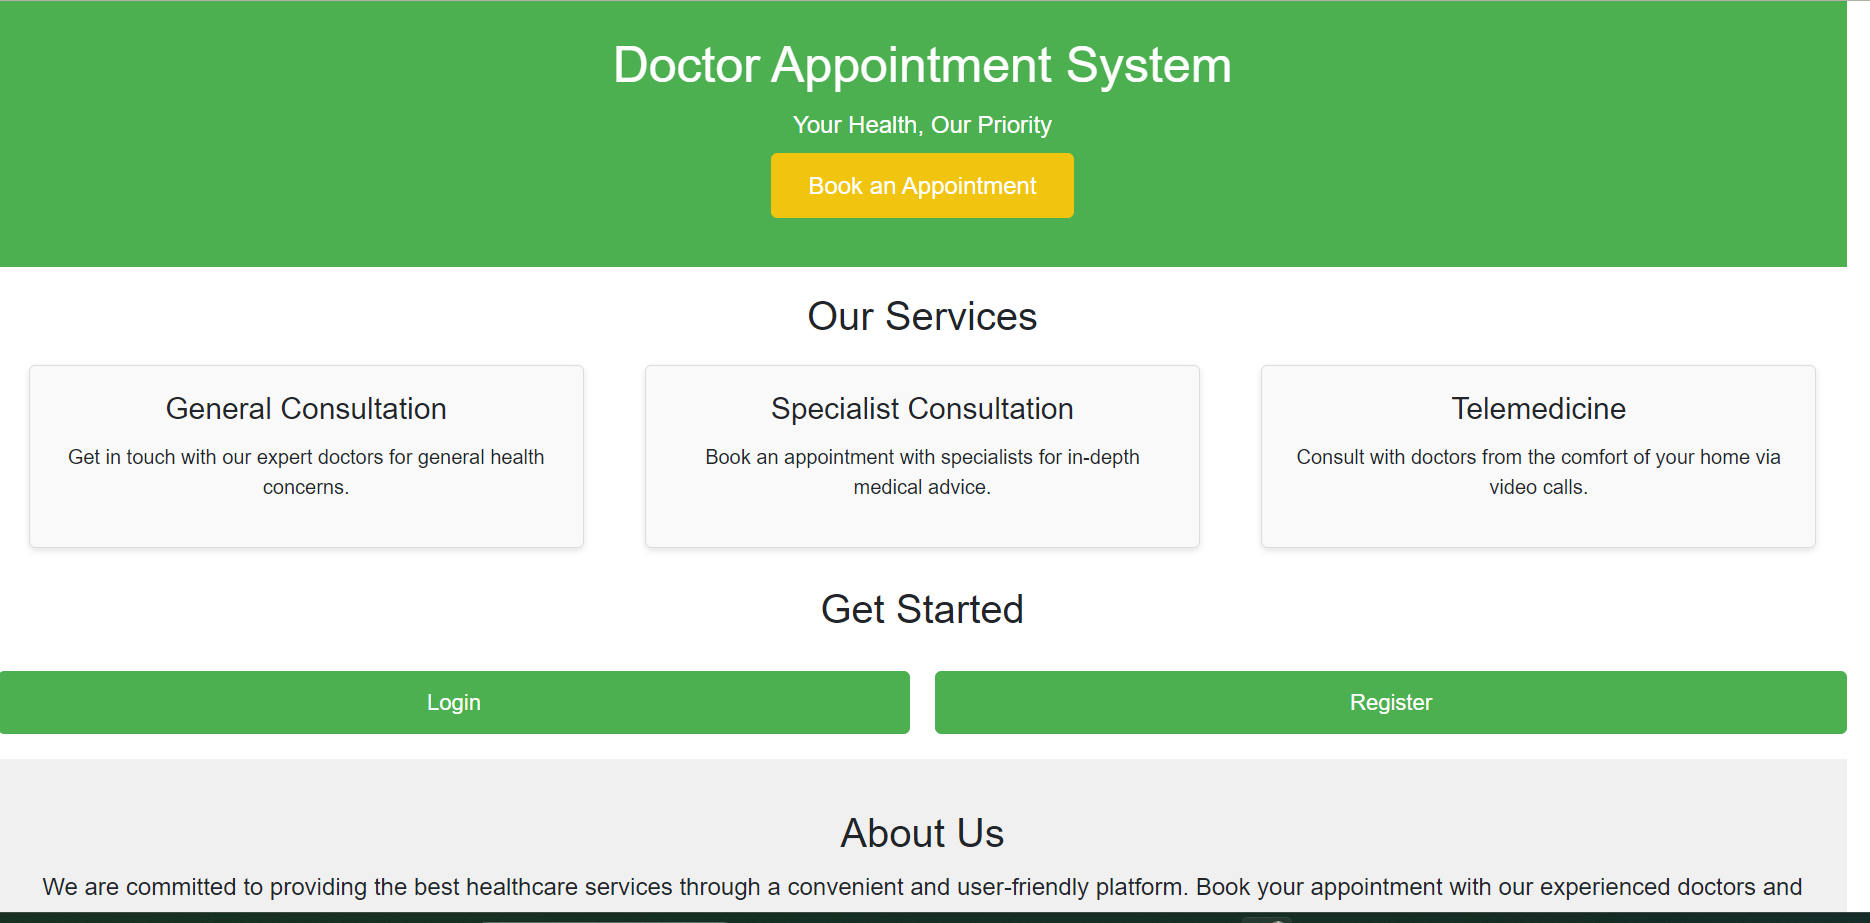 Doctor Appointment System
Your Health, Our Priority
Book an Appointment
Our Services
General Consultation
Get in touch with our expert doctors for general health
concerns.
Specialist Consultation
Book an appointment with specialists for in-depth
medical advice.
Telemedicine
Consult with doctors from the comfort of your home via
video calls.
Get Started
Login
Register
About Us
We are committed to providing the best healthcare services through a convenient and user-friendly platform. Book your appointment with our experienced doctors and